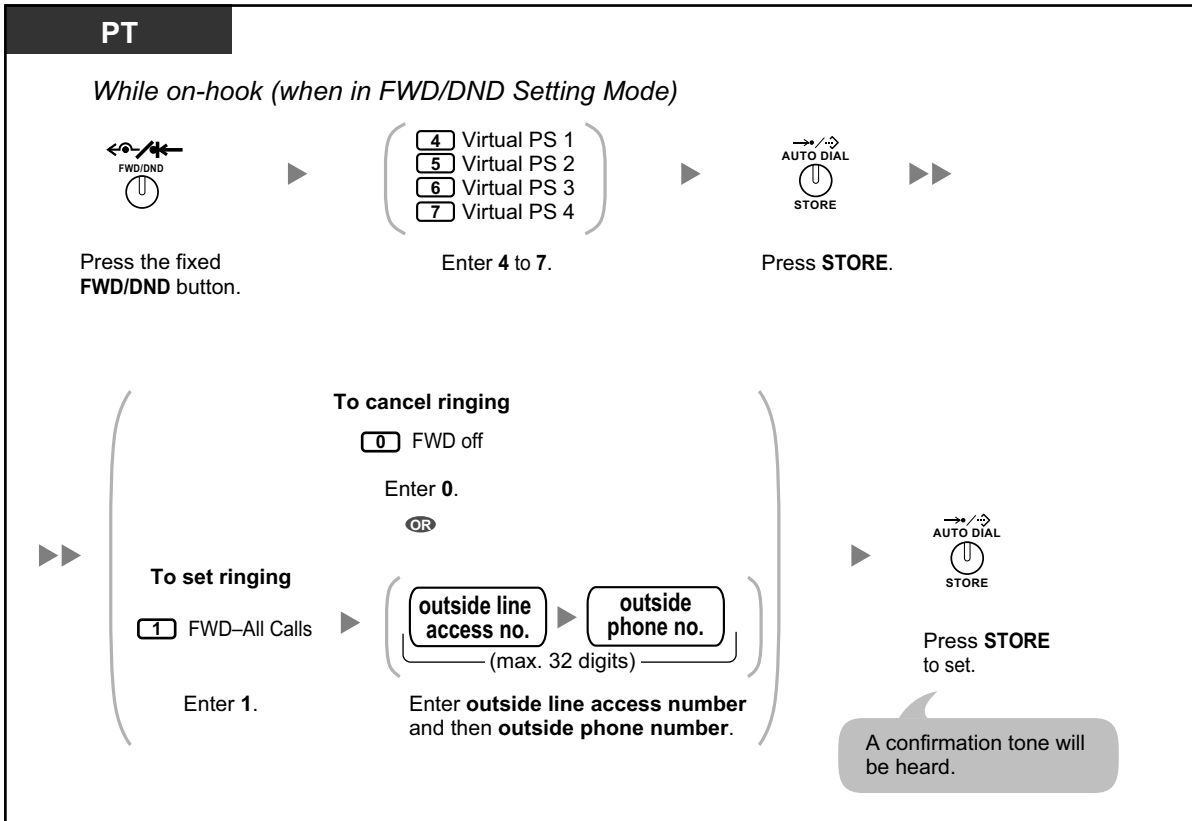 PT
While on-hook (when in FWD/DND Setting Mode)
FWD/DND
Press the fixed
FWD/DND button.
4 Virtual PS 1
5 Virtual PS 2
6 Virtual PS 3
7 Virtual PS 4
Enter 4 to 7.
AUTO DIAL
STORE
Press STORE.
To cancel ringing
0 FWD off
Enter 0.
OR
To set ringing
1 FWD–All Calls
Enter 1.
outside line
access no.
outside
phone no.
(max. 32 digits)
Enter outside line access number
and then outside phone number.
AUTO DIAL
STORE
Press STORE
to set.
A confirmation tone will
be heard.